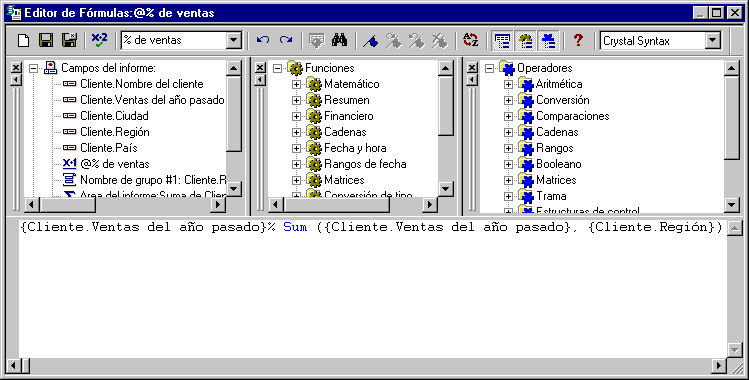 Editor de Fórmulas:@% de ventas
X+2
% de ventas
A
Z
?
Crystal Syntax
Campos del informe:
Cliente.Nombre del cliente
Cliente.Ventas del año pasado
Cliente.Ciudad
Cliente.Región
Cliente.País
X+1 @% de ventas
Nombre de grupo #1: Cliente.R
Σ Area del informe:Suma de Clien
Funciones
Matemático
Resumen
Financiero
Cadenas
Fecha y hora
Rangos de fecha
Matrices
Conversión de tipo
Operadores
Aritmética
Conversión
Comparaciones
Cadenas
Rangos
Booleano
Matrices
Trama
Estructuras de control
{Cliente.Ventas del año pasado}% Sum ({Cliente.Ventas del año pasado}, {Cliente.Región})